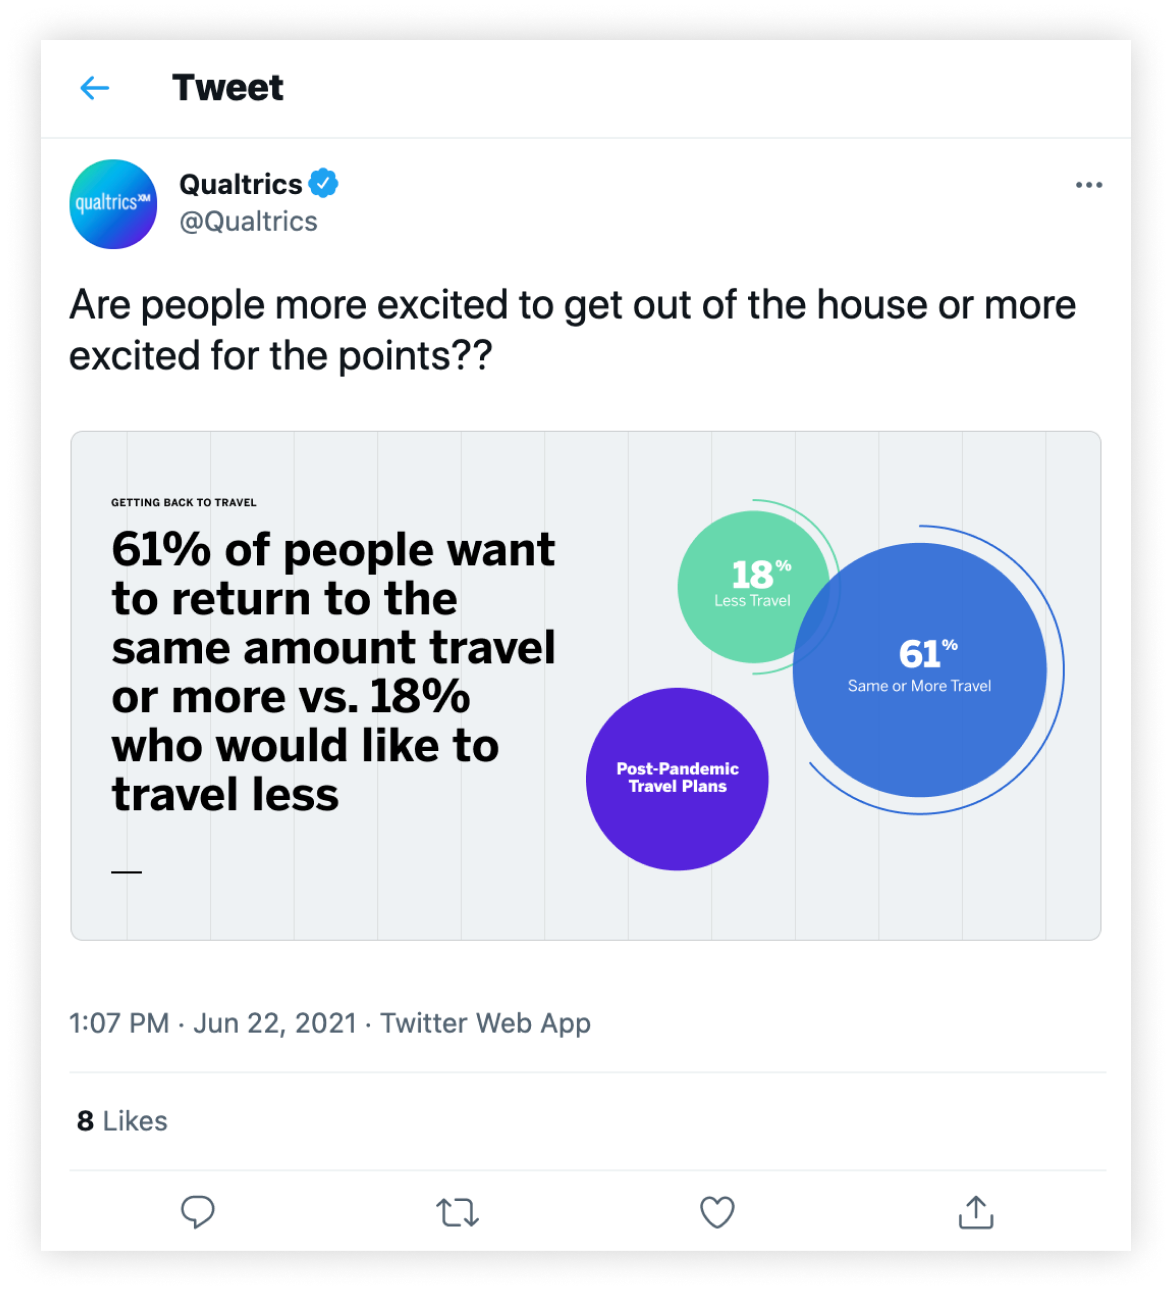 Tweet
qualtrics XM
Qualtrics
@Qualtrics
Are people more excited to get out of the house or more
excited for the points??
GETTING BACK TO TRAVEL
61% of people want
to return to the
same amount travel
or more vs. 18%
who would like to
travel less
18%
Less Travel
61%
Same or More Travel
Post-Pandemic
Travel Plans
1:07 PM · Jun 22, 2021 · Twitter Web App
8 Likes